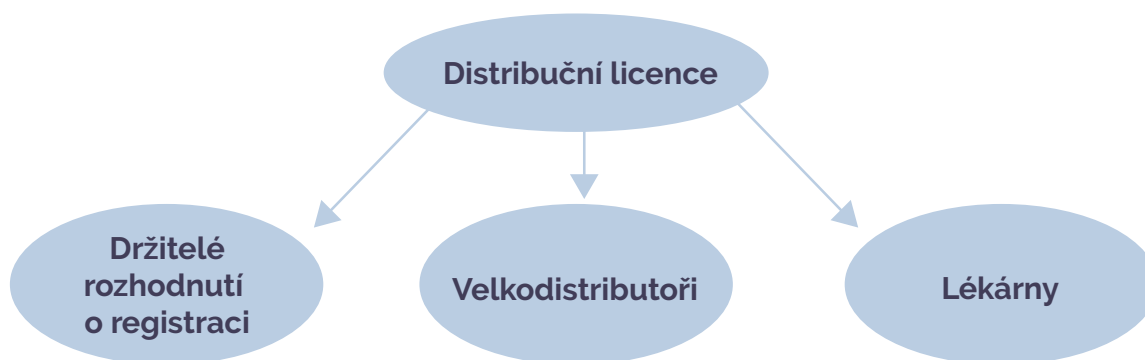 Distribuční licence
Držitelé
rozhodnutí
o registraci
Velkodistributoři
Lékárny